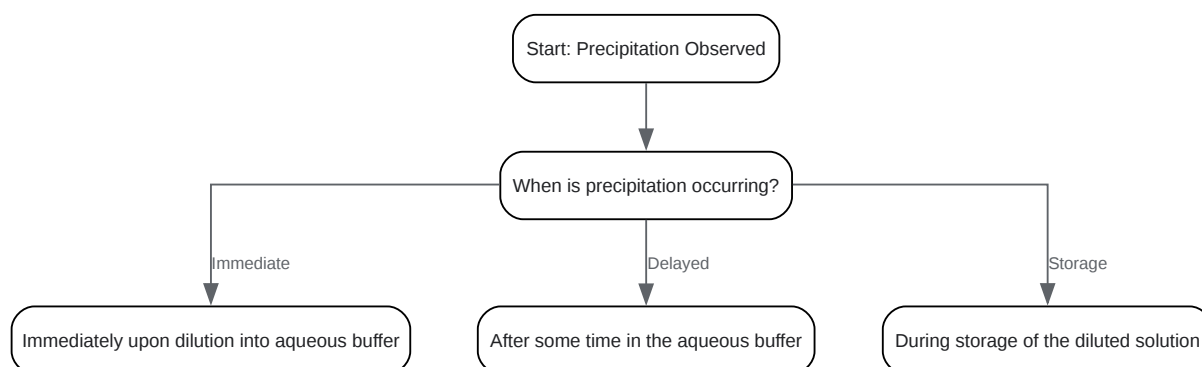 Start: Precipitation Observed
When is precipitation occurring?
Immediate
Delayed
Storage
Immediately upon dilution into aqueous buffer
After some time in the aqueous buffer
During storage of the diluted solution